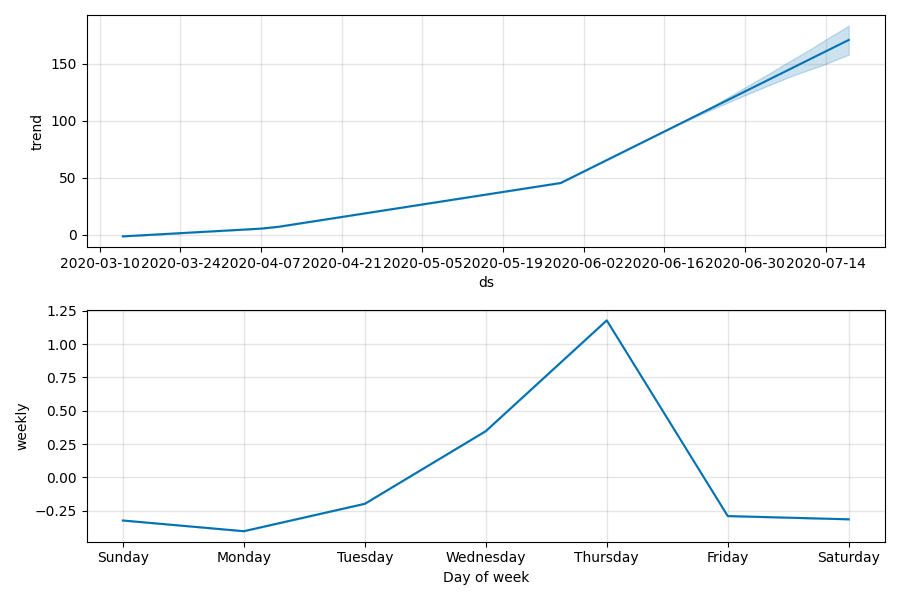 150
100
50
0
trend
2020-03-10 2020-03-24 2020-04-07 2020-04-21 2020-05-05 2020-05-19 2020-06-02 2020-06-16 2020-06-30 2020-07-14
ds
1.25
1.00
0.75
0.50
0.25
0.00
−0.25
weekly
Sunday Monday Tuesday Wednesday Thursday Friday Saturday
Day of week